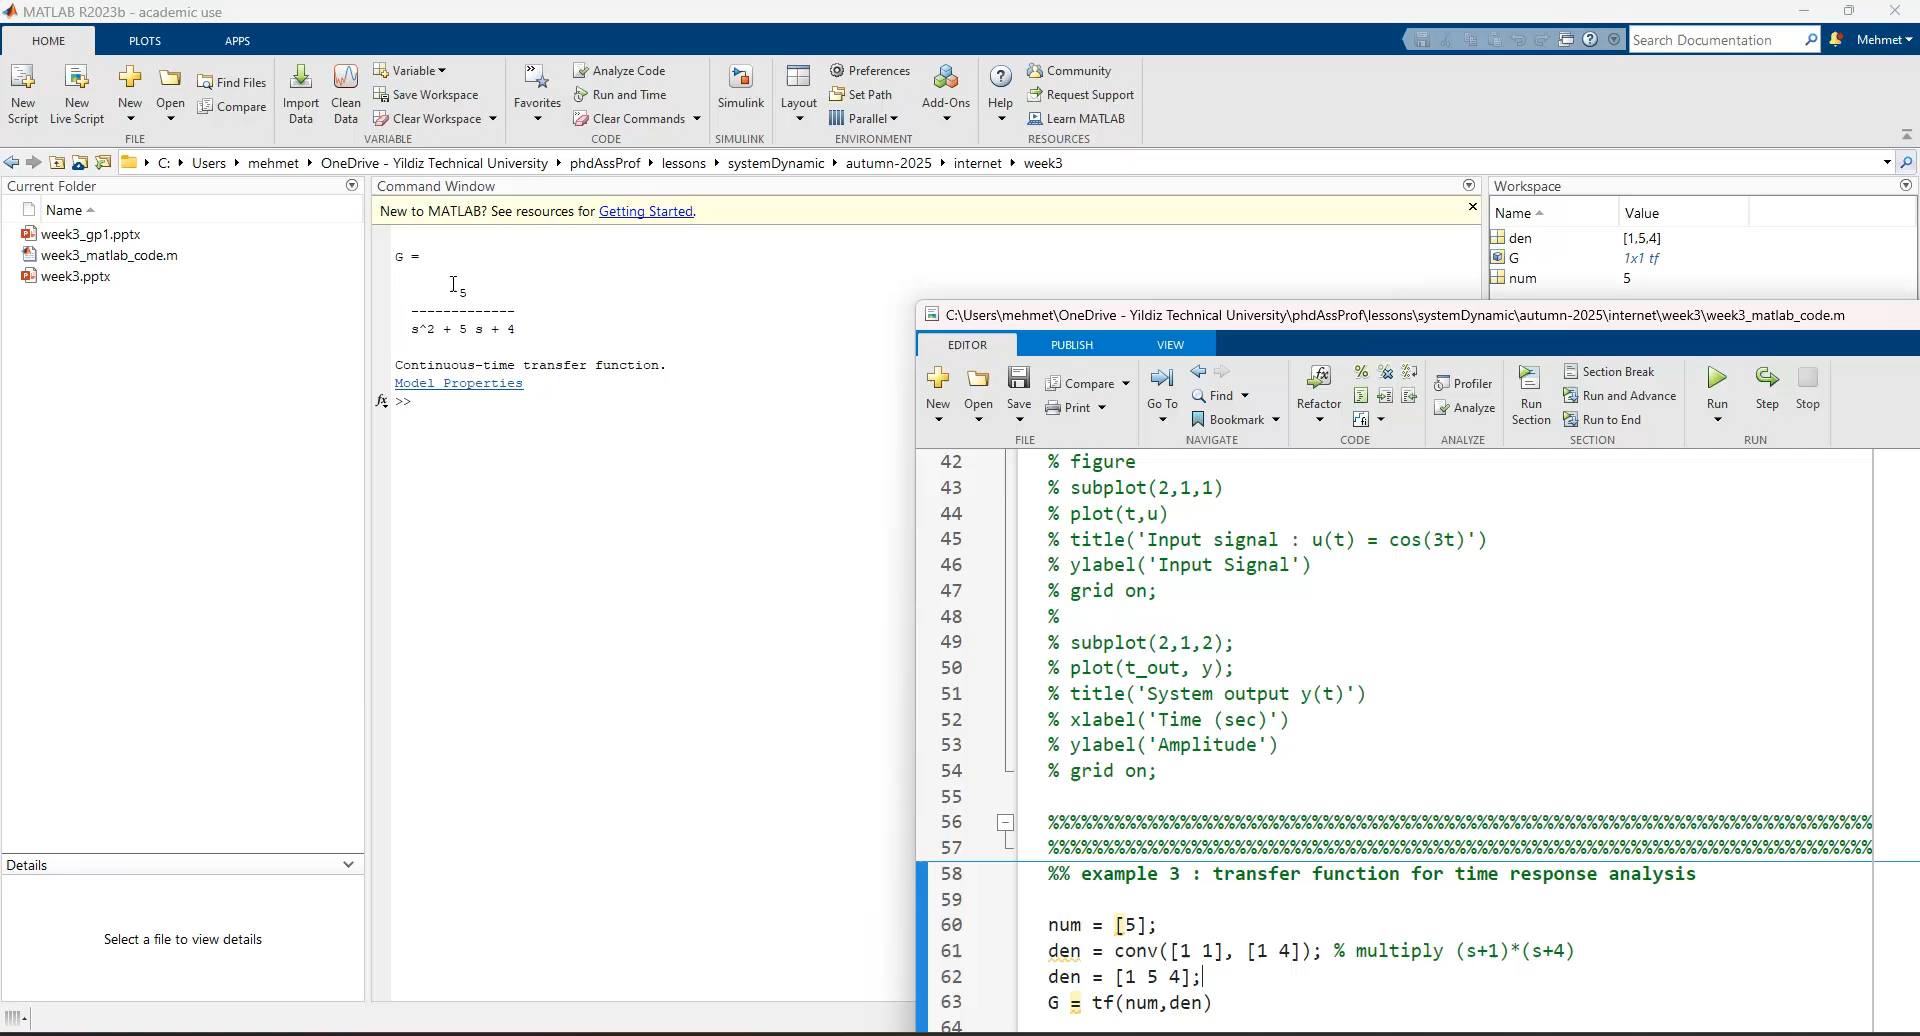 MATLAB R2023b - academic use
HOME PLOTS APPS
Search Documentation Mehmet
New Script
New Live Script
New
Open
Find Files
Compare
Import Data
Clean Data
Variable
Save Workspace
Clear Workspace
Favorites
Analyze Code
Run and Time
Clear Commands
Simulink
Layout
Preferences
Set Path
Parallel
Add-Ons
Help
Community
Request Support
Learn MATLAB
FILE VARIABLE CODE SIMULINK ENVIRONMENT RESOURCES
C: Users mehmet OneDrive - Yildiz Technical University phdAssProf lessons systemDynamic autumn-2025 internet week3
Current Folder
Name
week3_gp1.pptx
week3_matlab_code.m
week3.pptx
Details
Select a file to view details
Command Window
New to MATLAB? See resources for Getting Started.
G =
5
-------------
s^2 + 5 s + 4
Continuous-time transfer function.
Model Properties
fx >>
Workspace
Name Value
den [1,5,4]
G 1x1 tf
num 5
C:\Users\mehmet\OneDrive - Yildiz Technical University\phdAssProf\lessons\systemDynamic\autumn-2025\internet\week3\week3_matlab_code.m
EDITOR PUBLISH VIEW
New
Open
Save
Compare
Print
Go To
Find
Bookmark
Refactor
Profiler
Analyze
Run Section
Section Break
Run and Advance
Run to End
Run
Step
Stop
FILE NAVIGATE CODE ANALYZE SECTION RUN
42 % figure
43 % subplot(2,1,1)
44 % plot(t,u)
45 % title('Input signal : u(t) = cos(3t)')
46 % ylabel('Input Signal')
47 % grid on;
48 %
49 % subplot(2,1,2);
50 % plot(t_out, y);
51 % title('System output y(t)')
52 % xlabel('Time (sec)')
53 % ylabel('Amplitude')
54 % grid on;
55
56 %%%%%%%%%%%%%%%%%%%%%%%%%%%%%%%%%%%%%%%%%%%%%%%%%%%%%%%%%%%%%%%%%%%%%%%%%%%%%
57 %%%%%%%%%%%%%%%%%%%%%%%%%%%%%%%%%%%%%%%%%%%%%%%%%%%%%%%%%%%%%%%%%%%%%%%%%%%%%
58 %% example 3 : transfer function for time response analysis
59
60 num = [5];
61 den = conv([1 1], [1 4]); % multiply (s+1)*(s+4)
62 den = [1 5 4];
63 G = tf(num,den)
64